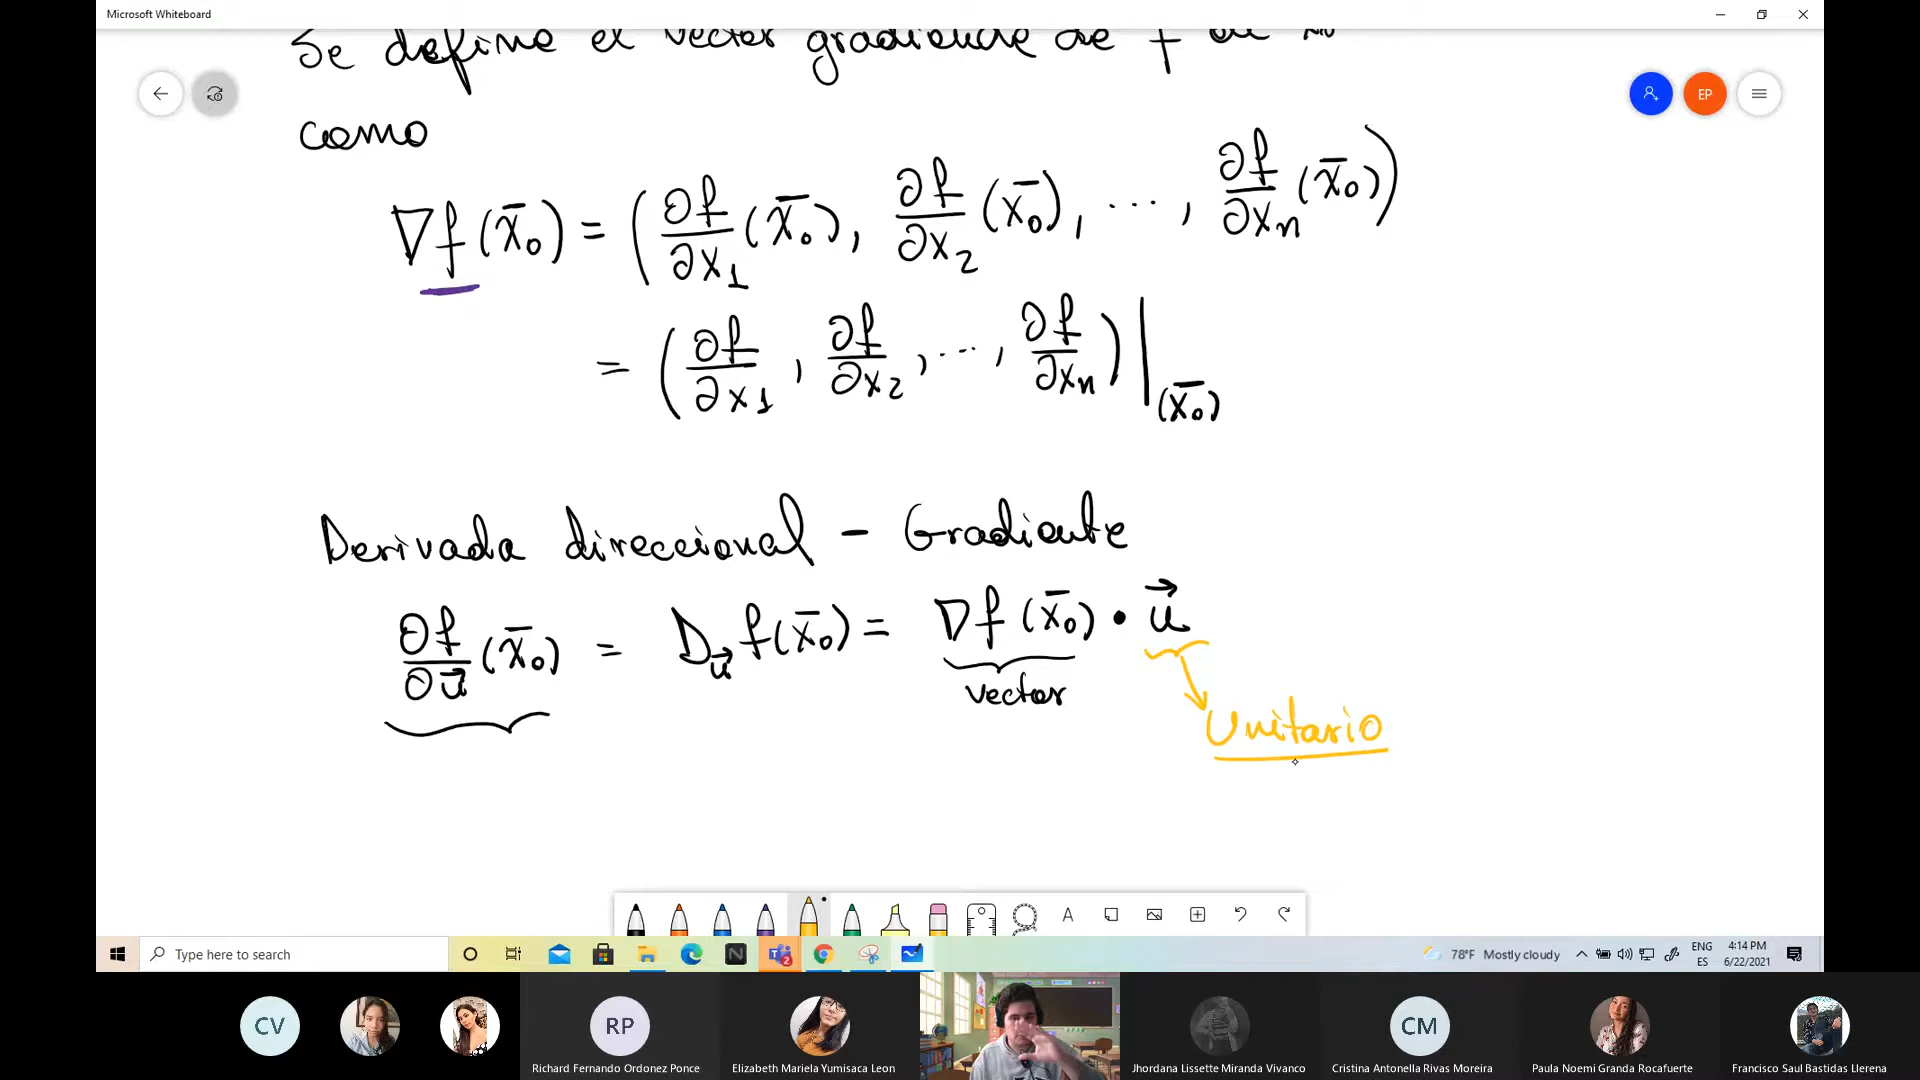 Microsoft Whiteboard
Se define el vector gradiente de f en
EP
como
∇f(x̄₀) = (∂f/∂x₁(x̄₀), ∂f/∂x₂(x̄₀), ⋯, ∂f/∂xₙ(x̄₀))
= (∂f/∂x₁, ∂f/∂x₂, ⋯, ∂f/∂xₙ)|(x̄₀)
Derivada direccional - Gradiente
∂f/∂u⃗(x̄₀) = D_u⃗ f(x̄₀) = ∇f(x̄₀) • u⃗
vector
Unitario
A
Type here to search
78°F Mostly cloudy
ENG
ES
4:14 PM
6/22/2021
CV
RP
CM
Richard Fernando Ordonez Ponce
Elizabeth Mariela Yumisaca Leon
Jhordana Lissette Miranda Vivanco
Cristina Antonella Rivas Moreira
Paula Noemi Granda Rocafuerte
Francisco Saul Bastidas Llerena